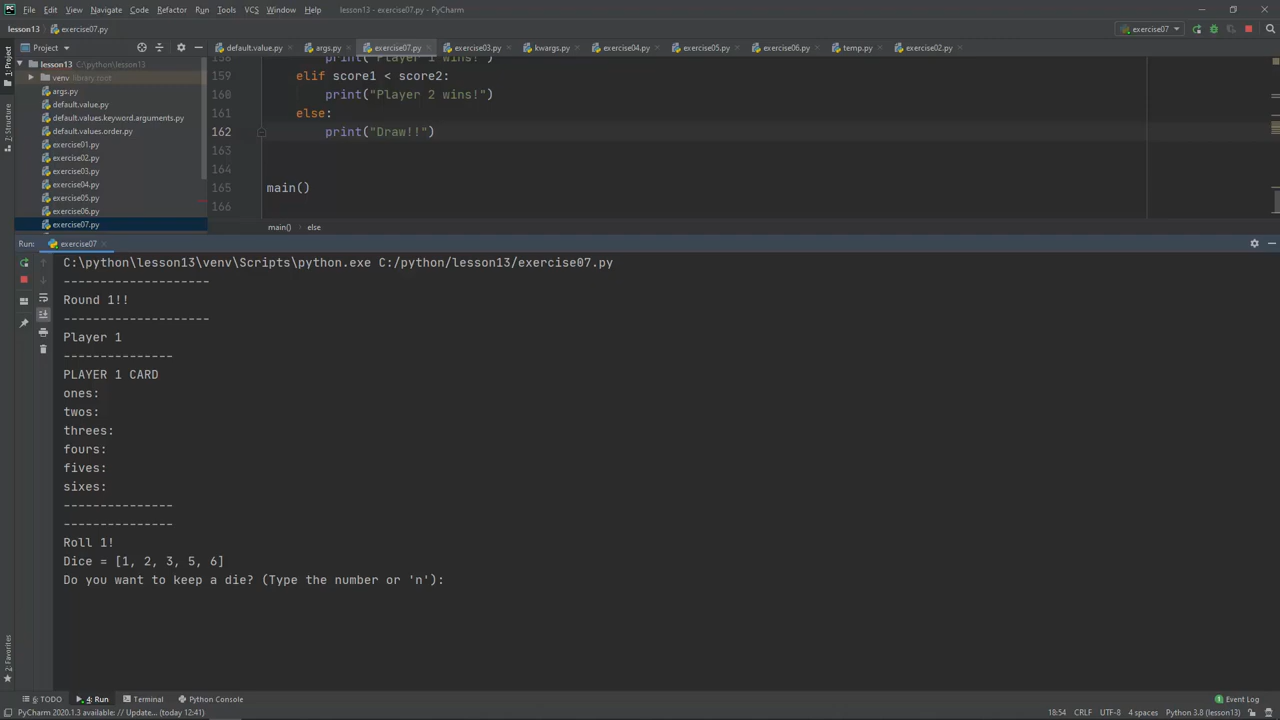 File Edit View Navigate Code Refactor Run Tools VCS Window Help lesson13 - exercise07.py - PyCharm
lesson13 exercise07.py exercise07
1: Project
Project
default.value.py args.py exercise07.py exercise03.py kwargs.py exercise04.py exercise05.py exercise06.py temp.py exercise02.py
lesson13 C:\python\lesson13
venv library root
args.py
default.value.py
default.values.keyword.arguments.py
default.values.order.py
exercise01.py
exercise02.py
exercise03.py
exercise04.py
exercise05.py
exercise06.py
exercise07.py
7: Structure
158 print("Player 1 wins!")
159 elif score1 < score2:
160 print("Player 2 wins!")
161 else:
162 print("Draw!!")
163
164
165 main()
166
main() › else
Run: exercise07
C:\python\lesson13\venv\Scripts\python.exe C:/python/lesson13/exercise07.py
--------------------
Round 1!!
--------------------
Player 1
---------------
PLAYER 1 CARD
ones:
twos:
threes:
fours:
fives:
sixes:
---------------
---------------
Roll 1!
Dice = [1, 2, 3, 5, 6]
Do you want to keep a die? (Type the number or 'n'):
2: Favorites
6: TODO 4: Run Terminal Python Console Event Log
PyCharm 2020.1.3 available: // Update... (today 12:41) 18:54 CRLF UTF-8 4 spaces Python 3.8 (lesson13)